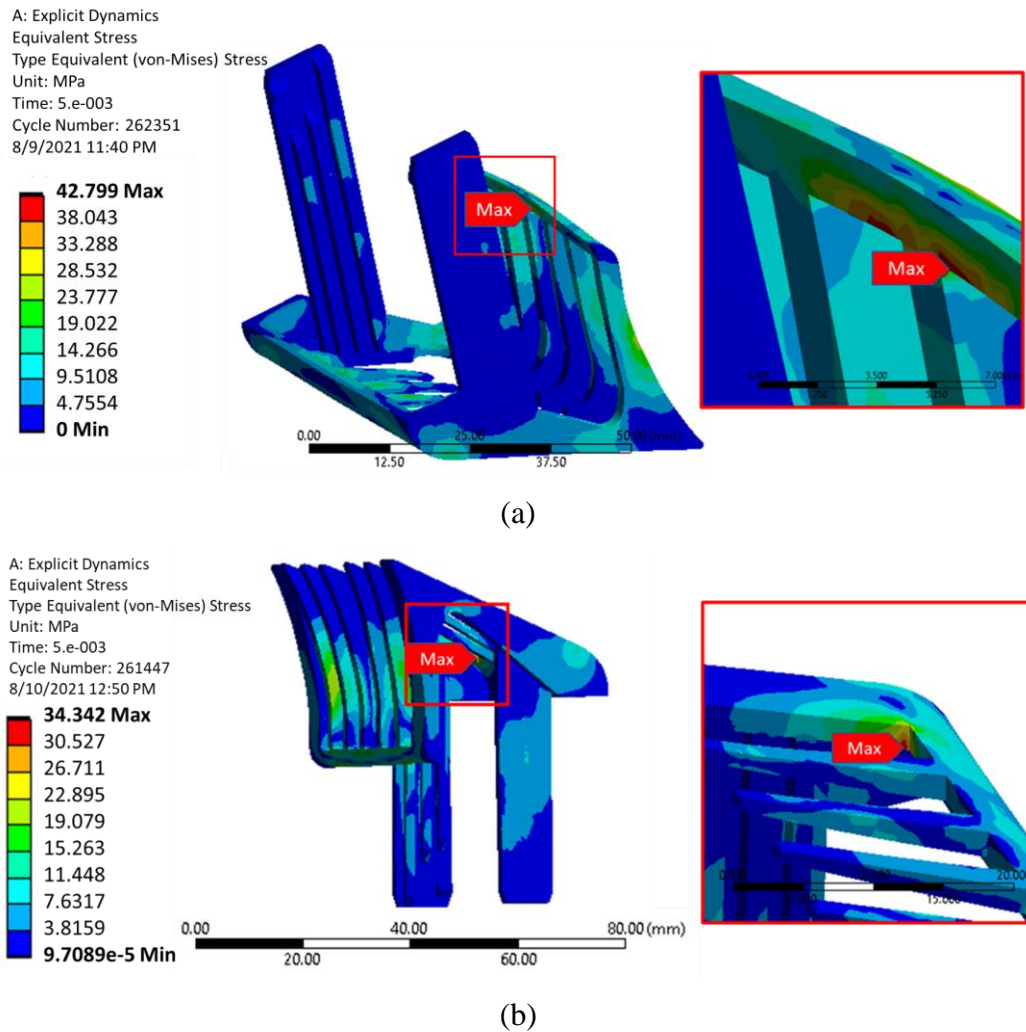 A: Explicit Dynamics
Equivalent Stress
Type Equivalent (von-Mises) Stress
Unit: MPa
Time: 5.e-003
Cycle Number: 262351
8/9/2021 11:40 PM
42.799 Max
38.043
33.288
28.532
23.777
19.022
14.266
9.5108
4.7554
0 Min
Max
0.00 25.00 50.00 (mm)
12.50 37.50
Max
3.500 7.000
5.250
(a)
A: Explicit Dynamics
Equivalent Stress
Type Equivalent (von-Mises) Stress
Unit: MPa
Time: 5.e-003
Cycle Number: 261447
8/10/2021 12:50 PM
34.342 Max
30.527
26.711
22.895
19.079
15.263
11.448
7.6317
3.8159
9.7089e-5 Min
Max
0.00 40.00 80.00 (mm)
20.00 60.00
Max
20.000
15.000
(b)